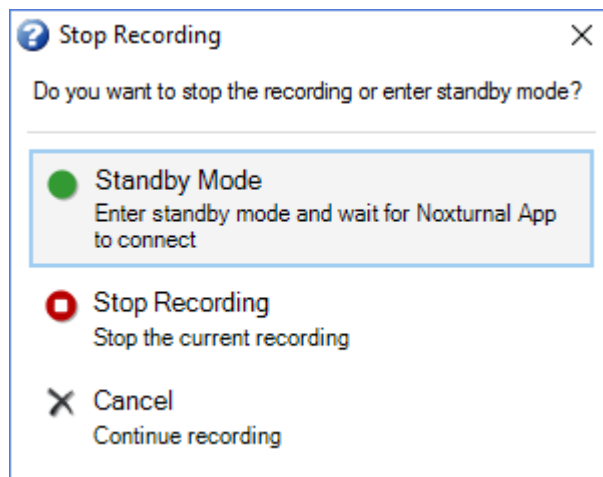 Stop Recording
Do you want to stop the recording or enter standby mode?
Standby Mode
Enter standby mode and wait for Noxturnal App
to connect
Stop Recording
Stop the current recording
Cancel
Continue recording